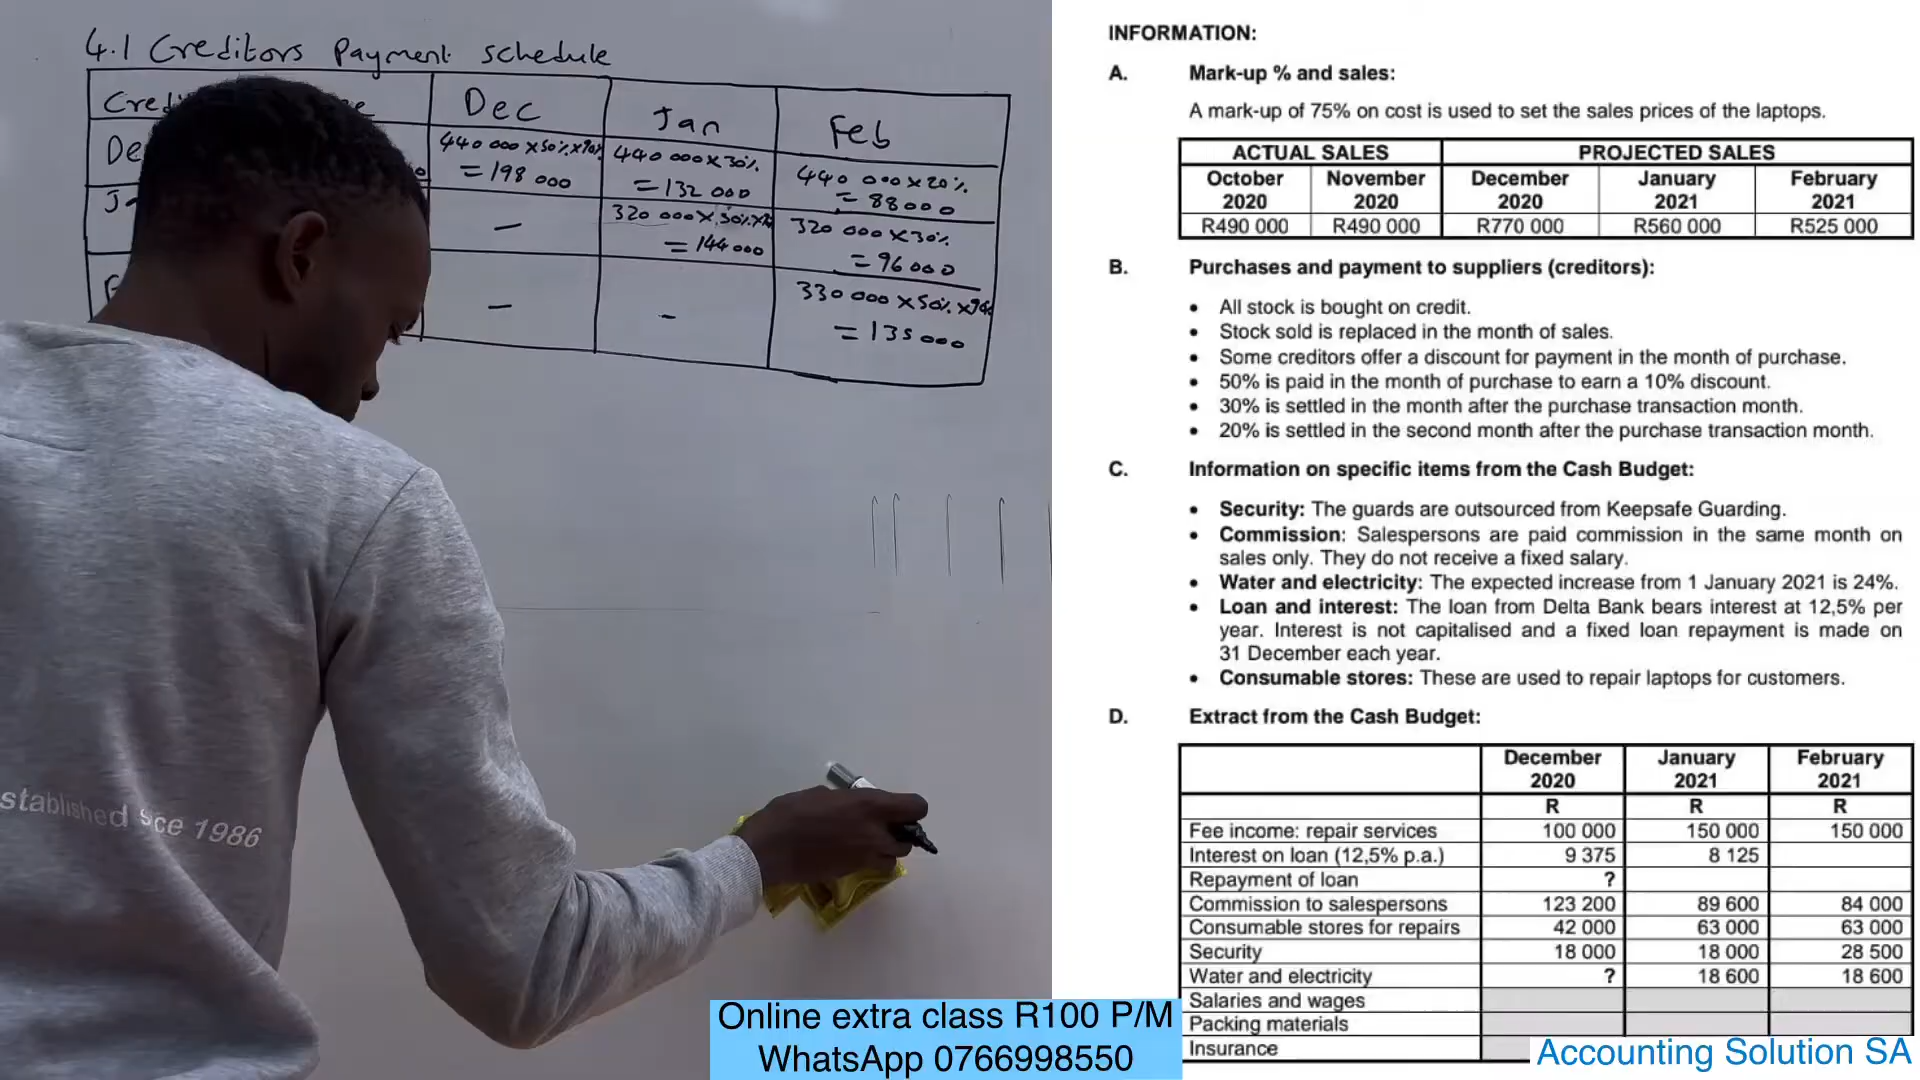 4.1 Creditors Payment schedule
Dec
Jan
Feb
440 000 x 50% x 90%
= 198 000
440 000 x 30%
= 132 000
440 000 x 20%
= 88 000
–
320 000 x 50% x
= 144 000
320 000 x 30%
= 96 000
–
–
330 000 x 50% x 90
= 135 000
stablished
ce 1986
INFORMATION:
A. Mark-up % and sales:
A mark-up of 75% on cost is used to set the sales prices of the laptops.
ACTUAL SALES PROJECTED SALES
October 2020 November 2020 December 2020 January 2021 February 2021
R490 000 R490 000 R770 000 R560 000 R525 000
B. Purchases and payment to suppliers (creditors):
• All stock is bought on credit.
• Stock sold is replaced in the month of sales.
• Some creditors offer a discount for payment in the month of purchase.
• 50% is paid in the month of purchase to earn a 10% discount.
• 30% is settled in the month after the purchase transaction month.
• 20% is settled in the second month after the purchase transaction month.
C. Information on specific items from the Cash Budget:
• Security: The guards are outsourced from Keepsafe Guarding.
• Commission: Salespersons are paid commission in the same month on
sales only. They do not receive a fixed salary.
• Water and electricity: The expected increase from 1 January 2021 is 24%.
• Loan and interest: The loan from Delta Bank bears interest at 12,5% per
year. Interest is not capitalised and a fixed loan repayment is made on
31 December each year.
• Consumable stores: These are used to repair laptops for customers.
D. Extract from the Cash Budget:
December 2020 January 2021 February 2021
R R R
Fee income: repair services 100 000 150 000 150 000
Interest on loan (12,5% p.a.) 9 375 8 125
Repayment of loan ?
Commission to salespersons 123 200 89 600 84 000
Consumable stores for repairs 42 000 63 000 63 000
Security 18 000 18 000 28 500
Water and electricity ? 18 600 18 600
Salaries and wages
Packing materials
Insurance
Online extra class R100 P/M
WhatsApp 0766998550
Accounting Solution SA